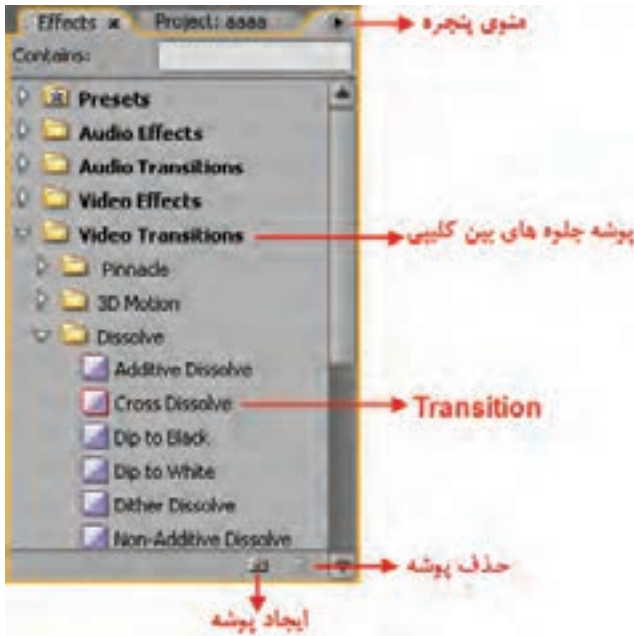 Effects × Project: aaaa
منوی پنجره
Contains:
Presets
Audio Effects
Audio Transitions
Video Effects
Video Transitions
پوشه جلوه های بین کلیپی
Pinnacle
3D Motion
Dissolve
Additive Dissolve
Cross Dissolve
Transition
Dip to Black
Dip to White
Dither Dissolve
Non-Additive Dissolve
حذف پوشه
ایجاد پوشه